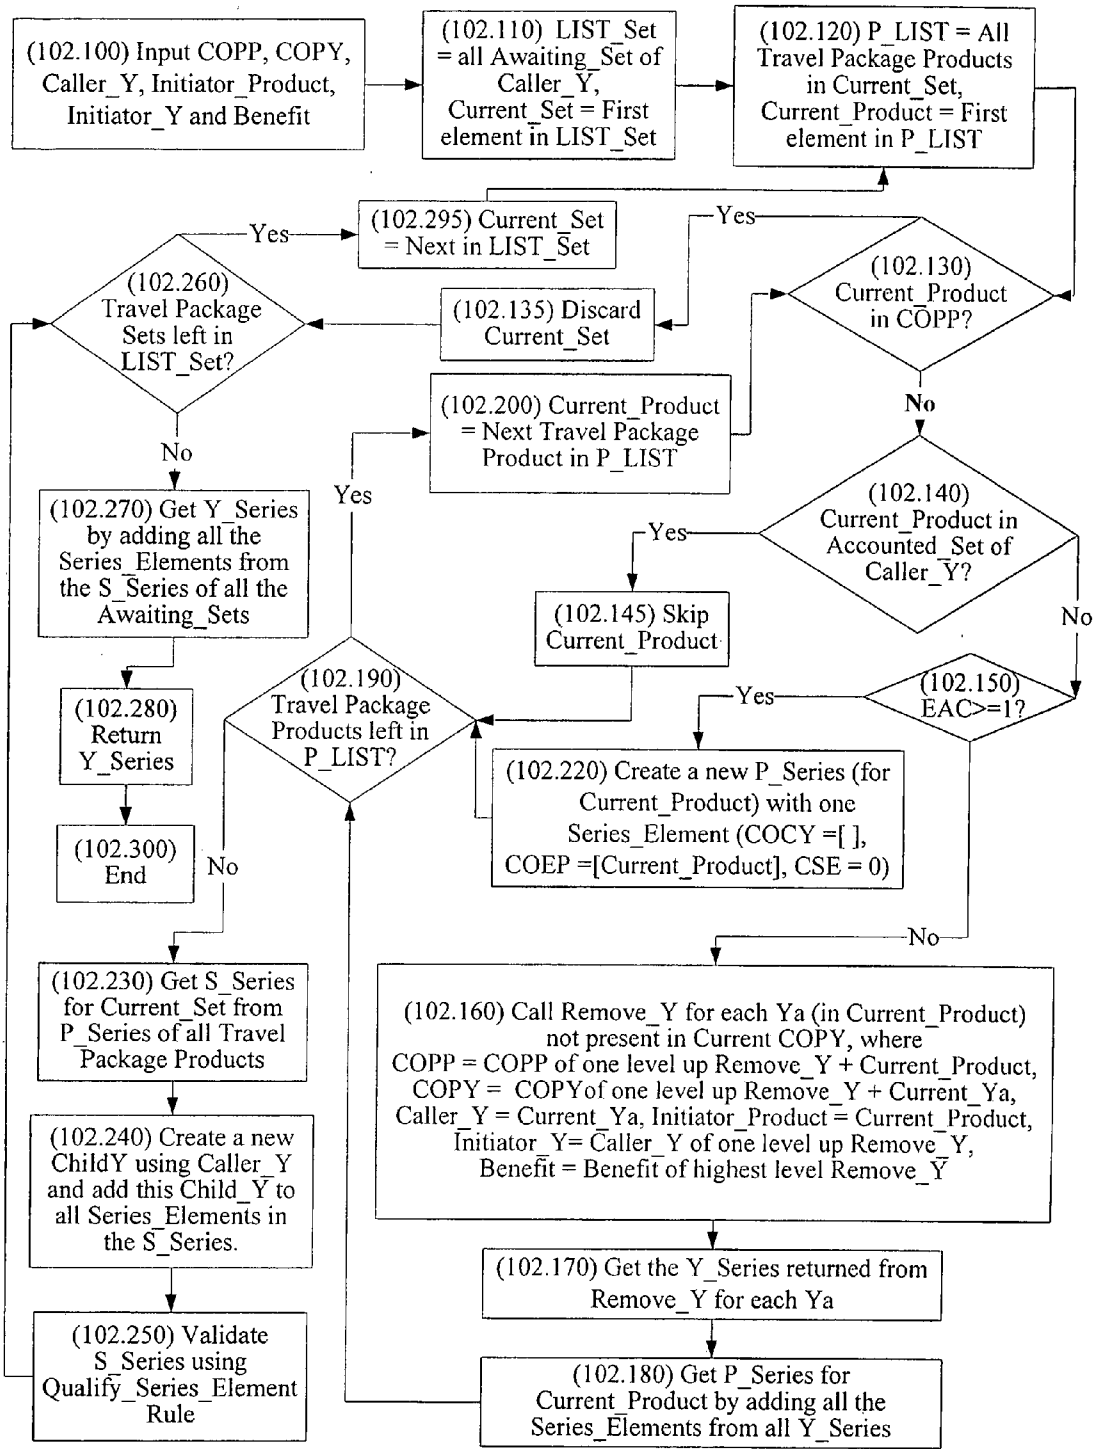 (102.100) Input COPP, COPY,
Caller_Y, Initiator_Product,
Initiator_Y and Benefit
(102.110) LIST_Set
= all Awaiting_Set of
Caller_Y,
Current_Set = First
element in LIST_Set
(102.120) P_LIST = All
Travel Package Products
in Current_Set,
Current_Product = First
element in P_LIST
(102.295) Current_Set
= Next in LIST_Set
Yes
Yes
(102.130)
Current_Product
in COPP?
(102.260)
Travel Package
Sets left in
LIST_Set?
(102.135) Discard
Current_Set
(102.200) Current_Product
= Next Travel Package
Product in P_LIST
No
No
Yes
(102.140)
Current_Product in
Accounted_Set of
Caller_Y?
Yes
No
(102.270) Get Y_Series
by adding all the
Series_Elements from
the S_Series of all the
Awaiting_Sets
(102.145) Skip
Current_Product
(102.190)
Travel Package
Products left in
P_LIST?
(102.150)
EAC>=1?
Yes
(102.280)
Return
Y_Series
(102.220) Create a new P_Series (for
Current_Product) with one
Series_Element (COCY =[ ],
COEP =[Current_Product], CSE = 0)
(102.300)
End
No
No
(102.230) Get S_Series
for Current_Set from
P_Series of all Travel
Package Products
(102.160) Call Remove_Y for each Ya (in Current_Product)
not present in Current COPY, where
COPP = COPP of one level up Remove_Y + Current_Product,
COPY = COPYof one level up Remove_Y + Current_Ya,
Caller_Y = Current_Ya, Initiator_Product = Current_Product,
Initiator_Y= Caller_Y of one level up Remove_Y,
Benefit = Benefit of highest level Remove_Y
(102.240) Create a new
ChildY using Caller_Y
and add this Child_Y to
all Series_Elements in
the S_Series.
(102.170) Get the Y_Series returned from
Remove_Y for each Ya
(102.250) Validate
S_Series using
Qualify_Series_Element
Rule
(102.180) Get P_Series for
Current_Product by adding all the
Series_Elements from all Y_Series